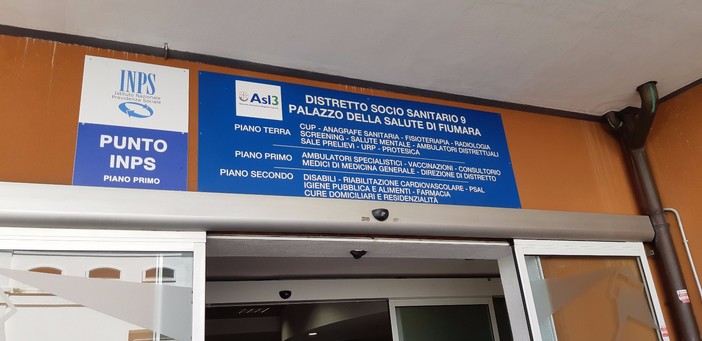 INPS
Istituto Nazionale
Previdenza Sociale
PUNTO
INPS
PIANO PRIMO
Asl3
DISTRETTO SOCIO SANITARIO 9
PALAZZO DELLA SALUTE DI FIUMARA
PIANO TERRA CUP - ANAGRAFE SANITARIA - FISIOTERAPIA - RADIOLOGIA
SCREENING - SALUTE MENTALE - AMBULATORI DISTRETTUALI
SALE PRELIEVI - URP - PROTESICA
PIANO PRIMO AMBULATORI SPECIALISTICI - VACCINAZIONI - CONSULTORIO
MEDICI DI MEDICINA GENERALE - DIREZIONE DI DISTRETTO
PIANO SECONDO DISABILI - RIABILITAZIONE CARDIOVASCOLARE - PSAL
IGIENE PUBBLICA E ALIMENTI - FARMACIA
CURE DOMICILIARI E RESIDENZIALITÀ